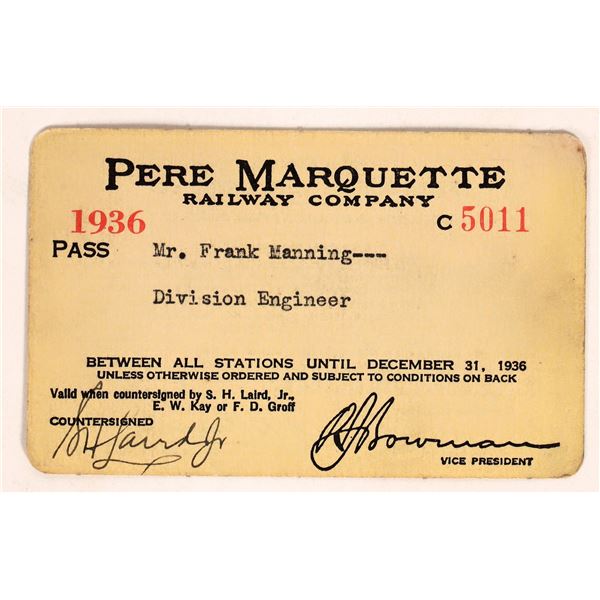 PERE MARQUETTE
RAILWAY COMPANY
1936 C 5011
PASS Mr. Frank Manning---
Division Engineer
BETWEEN ALL STATIONS UNTIL DECEMBER 31, 1936
UNLESS OTHERWISE ORDERED AND SUBJECT TO CONDITIONS ON BACK
Valid when countersigned by S. H. Laird, Jr.,
E. W. Kay or F. D. Groff
COUNTERSIGNED
SH Laird Jr
Bowman
VICE PRESIDENT